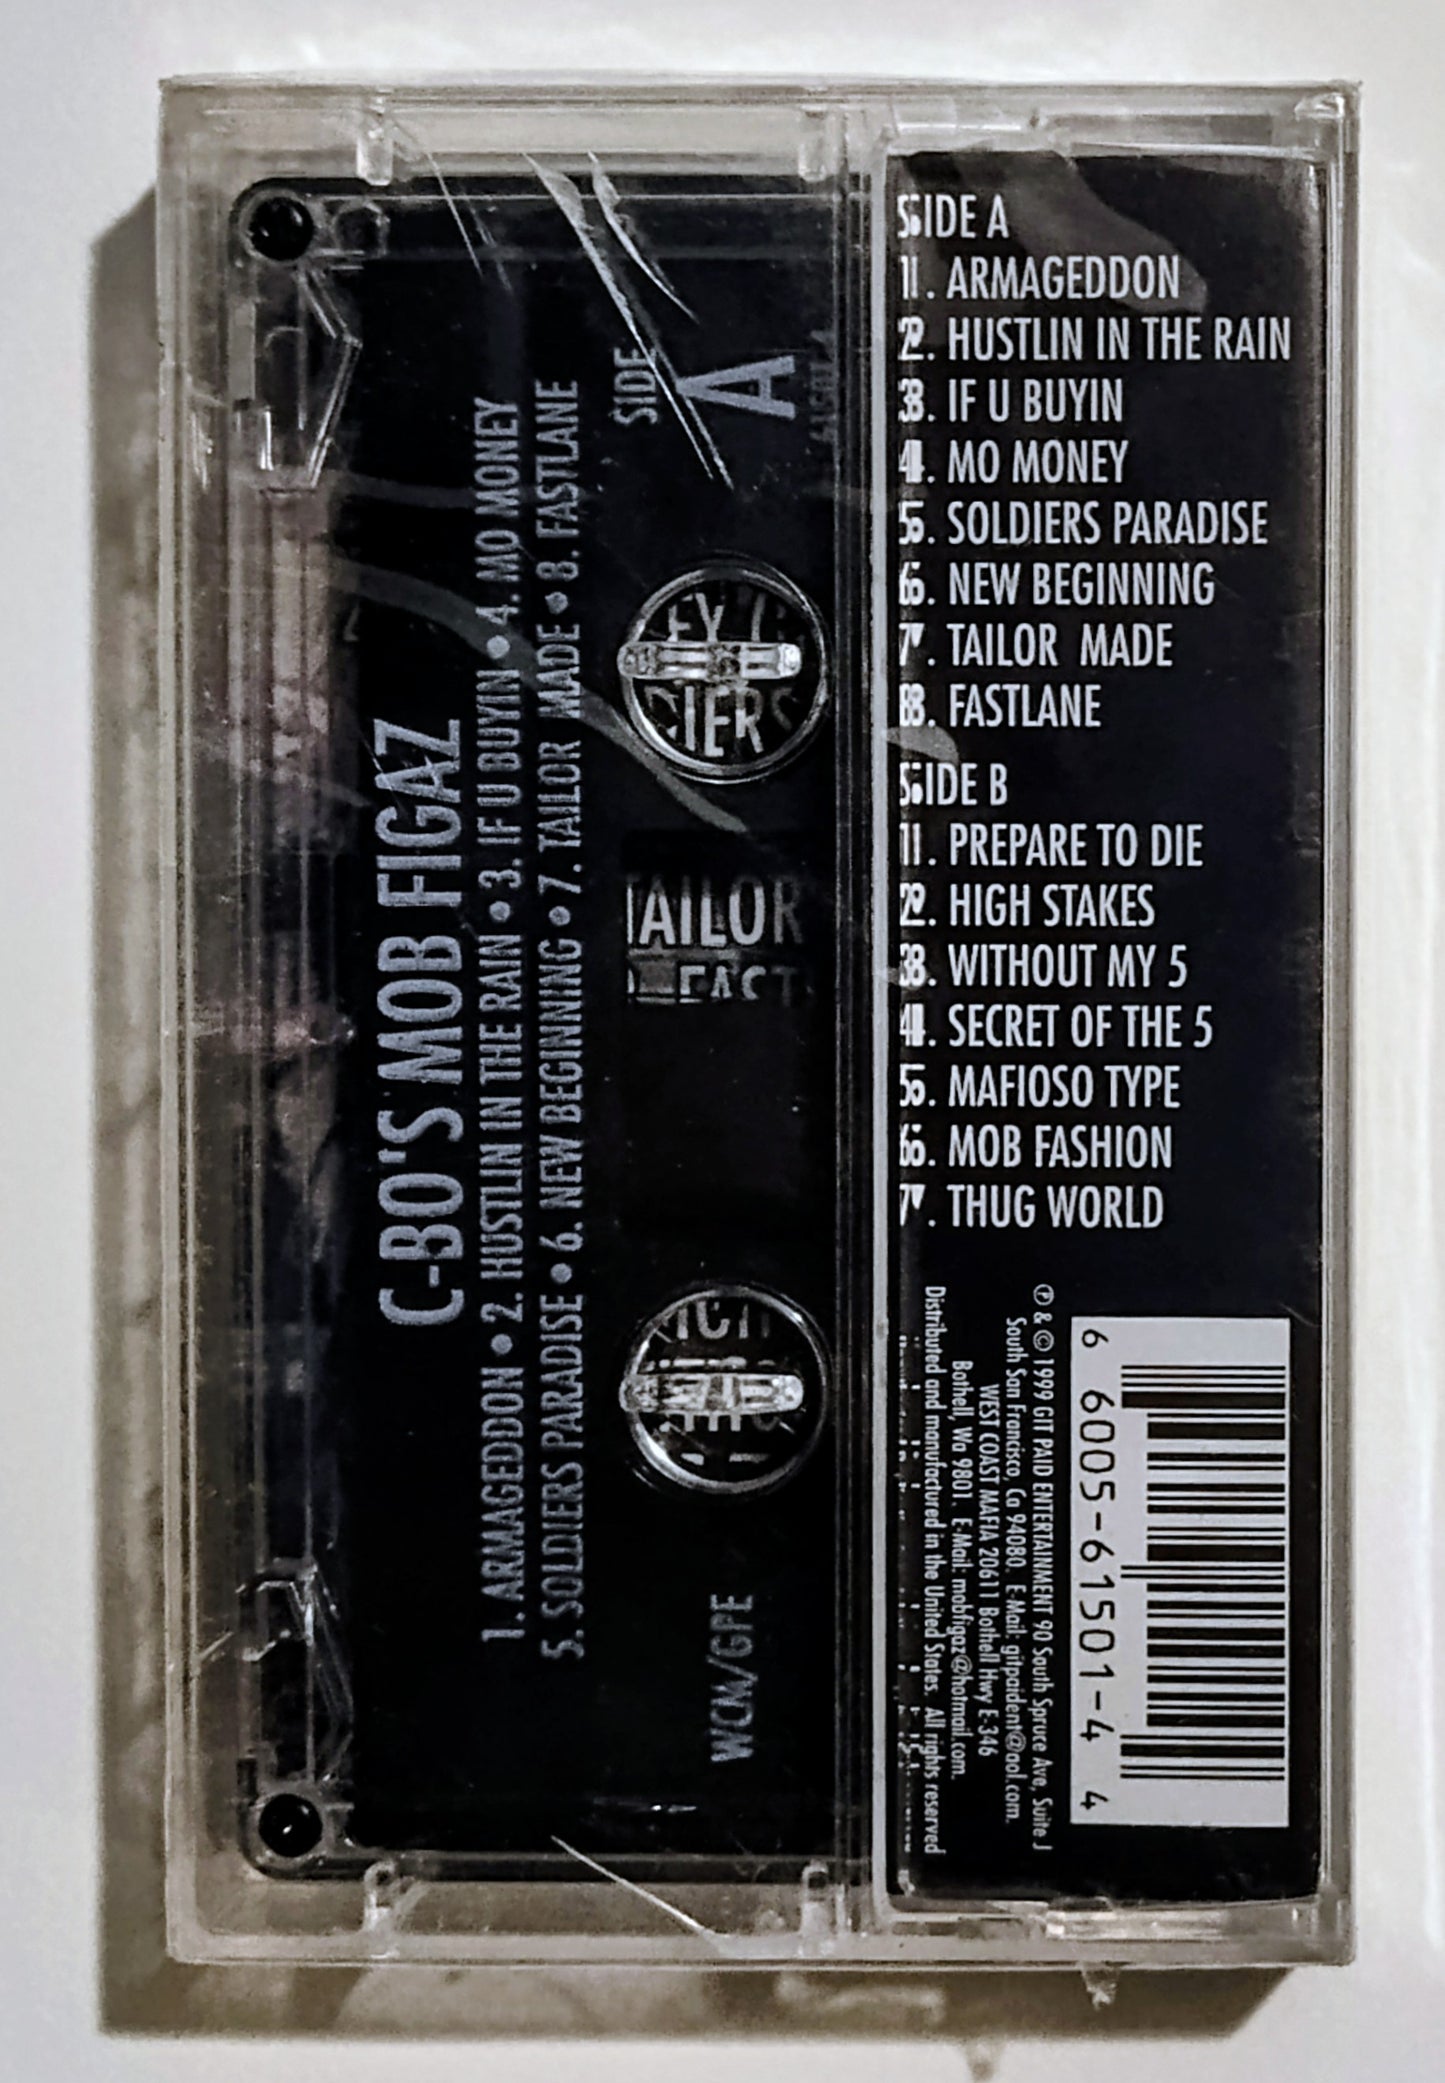 C-BO'S MOB FIGAZ
1. ARMAGEDDON • 2. HUSTLIN IN THE RAIN • 3. IF U BUYIN • 4. MO MONEY
5. SOLDIERS PARADISE • 6. NEW BEGINNING • 7. TAILOR MADE • 8. FASTLANE
SIDE
A
WCM/GPE
TAILOR
SIDE A
1. ARMAGEDDON
2. HUSTLIN IN THE RAIN
3. IF U BUYIN
4. MO MONEY
5. SOLDIERS PARADISE
6. NEW BEGINNING
7. TAILOR MADE
8. FASTLANE
SIDE B
1. PREPARE TO DIE
2. HIGH STAKES
3. WITHOUT MY 5
4. SECRET OF THE 5
5. MAFIOSO TYPE
6. MOB FASHION
7. THUG WORLD
℗ & © 1999 GIT PAID ENTERTAINMENT 90 South Spruce Ave, Suite J
South San Francisco, Ca 94080. E-Mail: gitpaident@aol.com.
WEST COAST MAFIA 20611 Bothell Hwy E-346
Bothell, Wa 9801. E-Mail: mobfigaz@hotmail.com.
Distributed and manufactured in the United States. All rights reserved
6 6005-61501-4 4